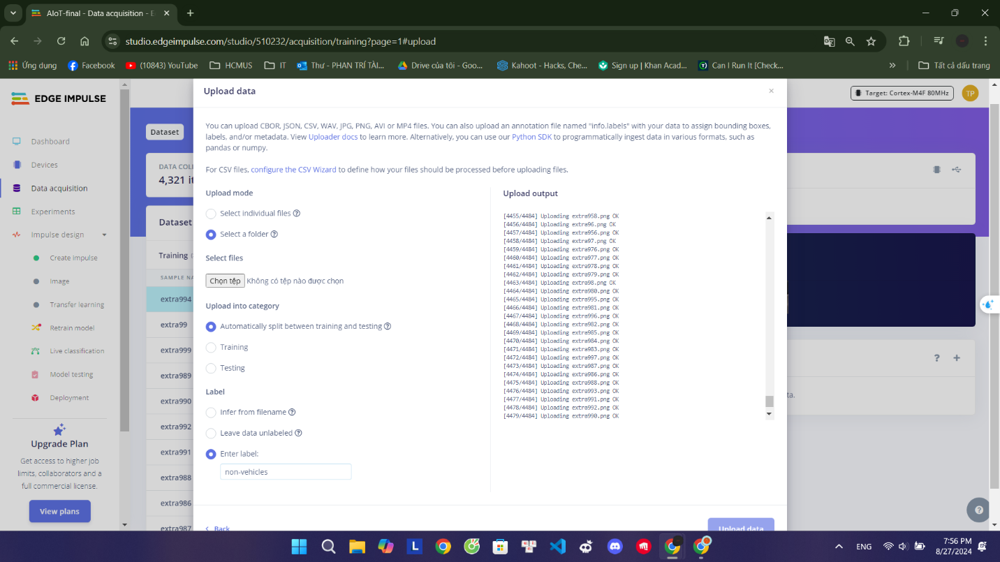 AIoT-final - Data acquisition - E
studio.edgeimpulse.com/studio/510232/acquisition/training?page=1#upload
Ứng dụng
Facebook
(10843) YouTube
HCMUS
IT
Thư - PHAN TRÍ TÀI...
Drive của tôi - Goo...
Kahoot - Hacks, Che...
Sign up | Khan Acad...
Can I Run It [Check...
Tất cả dấu trang
EDGE IMPULSE
Dashboard
Devices
Data acquisition
Experiments
Impulse design
Create impulse
Image
Transfer learning
Retrain model
Live classification
Model testing
Deployment
Upgrade Plan
Get access to higher job
limits, collaborators and a
full commercial license.
View plans
Target: Cortex-M4F 80MHz
TP
Dataset
DATA COLL
4,321 it
Dataset
Training
SAMPLE NA
extra994
extra99
extra999
extra989
extra990
extra992
extra991
extra988
extra986
extra987
ta.
Upload data
×
You can upload CBOR, JSON, CSV, WAV, JPG, PNG, AVI or MP4 files. You can also upload an annotation file named "info.labels" with your data to assign bounding boxes,
labels, and/or metadata. View Uploader docs to learn more. Alternatively, you can use our Python SDK to programmatically ingest data in various formats, such as
pandas or numpy.
For CSV files, configure the CSV Wizard to define how your files should be processed before uploading files.
Upload mode
Select individual files
Select a folder
Select files
Chọn tệp Không có tệp nào được chọn
Upload into category
Automatically split between training and testing
Training
Testing
Label
Infer from filename
Leave data unlabeled
Enter label:
non-vehicles
Upload output
[4455/4484] Uploading extra958.png OK
[4456/4484] Uploading extra96.png OK
[4457/4484] Uploading extra956.png OK
[4458/4484] Uploading extra97.png OK
[4459/4484] Uploading extra976.png OK
[4460/4484] Uploading extra977.png OK
[4461/4484] Uploading extra978.png OK
[4462/4484] Uploading extra979.png OK
[4463/4484] Uploading extra98.png OK
[4464/4484] Uploading extra980.png OK
[4465/4484] Uploading extra995.png OK
[4466/4484] Uploading extra981.png OK
[4467/4484] Uploading extra996.png OK
[4468/4484] Uploading extra982.png OK
[4469/4484] Uploading extra985.png OK
[4470/4484] Uploading extra984.png OK
[4471/4484] Uploading extra983.png OK
[4472/4484] Uploading extra997.png OK
[4473/4484] Uploading extra987.png OK
[4474/4484] Uploading extra986.png OK
[4475/4484] Uploading extra988.png OK
[4476/4484] Uploading extra993.png OK
[4477/4484] Uploading extra991.png OK
[4478/4484] Uploading extra992.png OK
[4479/4484] Uploading extra990.png OK
Back
Upload data
ENG
7:56 PM
8/27/2024